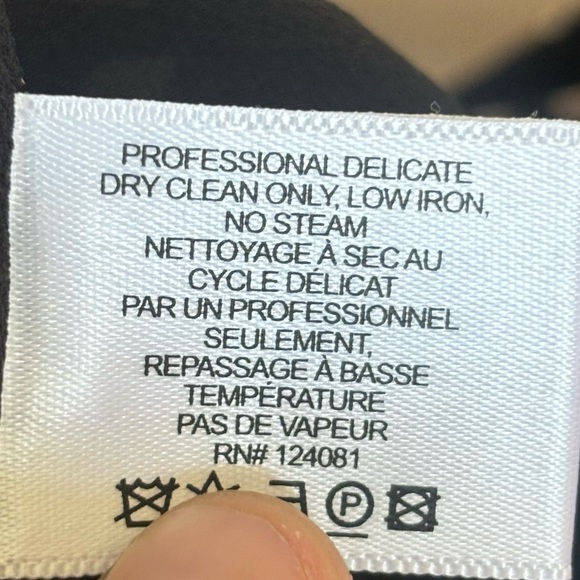 PROFESSIONAL DELICATE
DRY CLEAN ONLY, LOW IRON,
NO STEAM
NETTOYAGE À SEC AU
CYCLE DÉLICAT
PAR UN PROFESSIONNEL
SEULEMENT,
REPASSAGE À BASSE
TEMPÉRATURE
PAS DE VAPEUR
RN# 124081
P